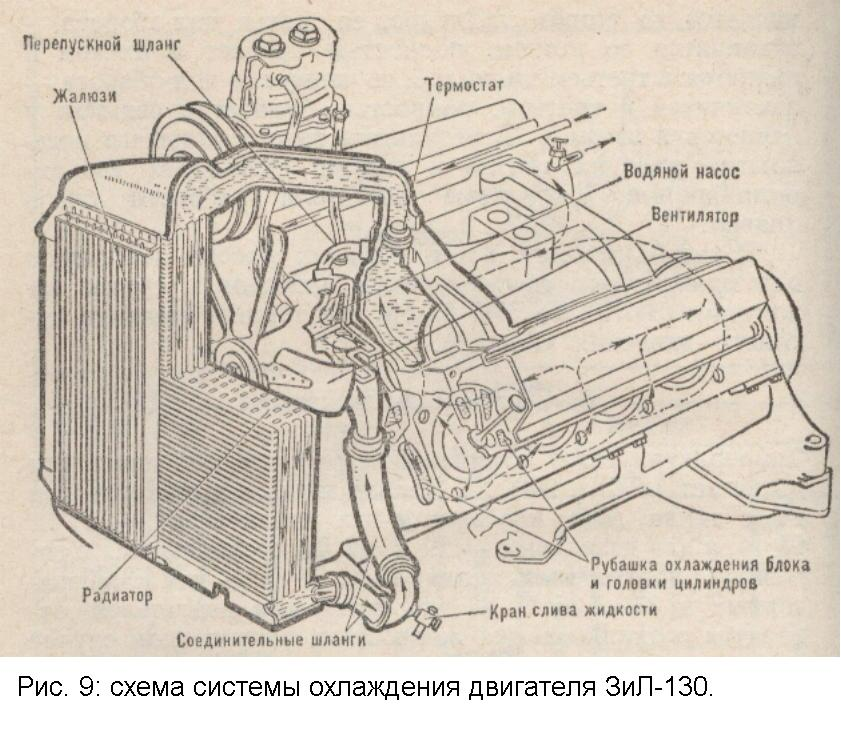 Перепускной шланг
Жалюзи
Термостат
Водяной насос
Вентилятор
Рубашка охлаждения блока
и головки цилиндров
Радиатор
Кран слива жидкости
Соединительные шланги
Рис. 9: схема системы охлаждения двигателя ЗиЛ-130.